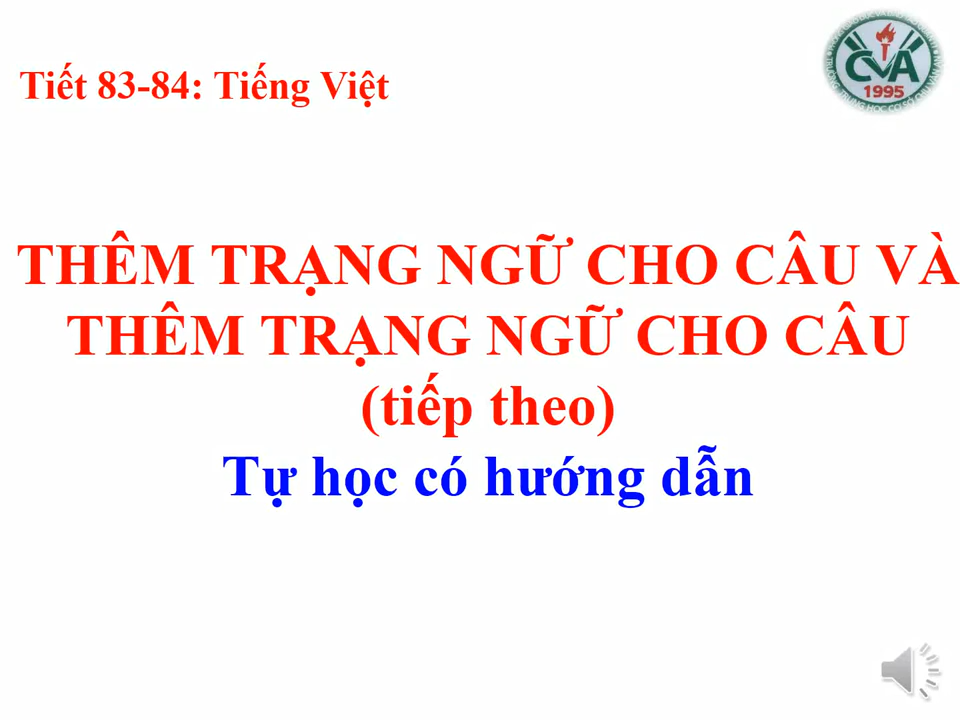 Tiết 83-84: Tiếng Việt
CVA
1995
THÊM TRẠNG NGỮ CHO CÂU VÀ
THÊM TRẠNG NGỮ CHO CÂU
(tiếp theo)
Tự học có hướng dẫn